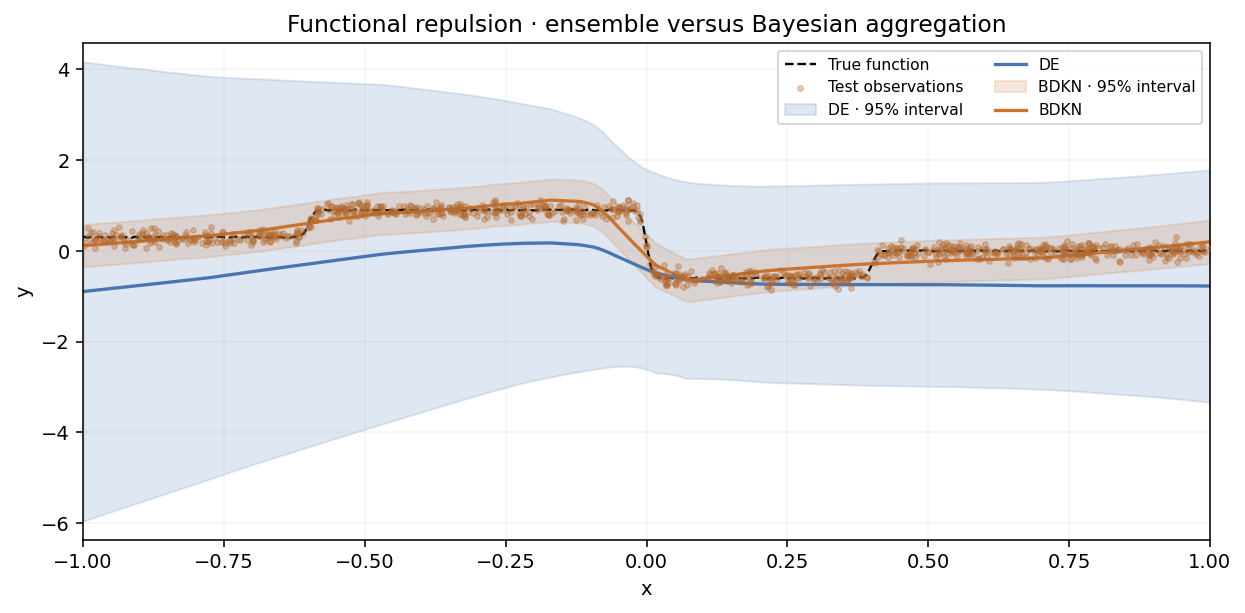 Functional repulsion · ensemble versus Bayesian aggregation
True function
Test observations
DE · 95% interval
DE
BDKN · 95% interval
BDKN
4
2
0
−2
−4
−6
y
−1.00 −0.75 −0.50 −0.25 0.00 0.25 0.50 0.75 1.00
x